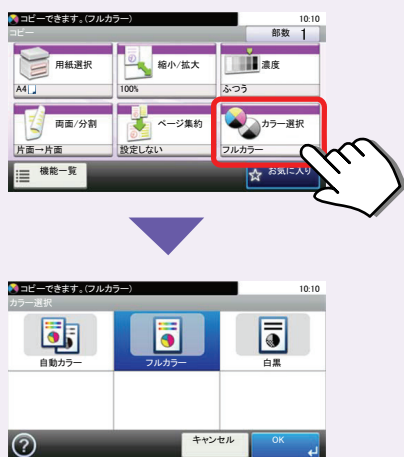 コピーできます。(フルカラー) 10:10
コピー 部数 1
用紙選択 縮小/拡大 濃度
A4 100% ふつう
両面/分割 ページ集約 カラー選択
片面→片面 設定しない フルカラー
機能一覧 お気に入り
コピーできます。(フルカラー) 10:10
カラー選択
自動カラー フルカラー 白黒
? キャンセル OK